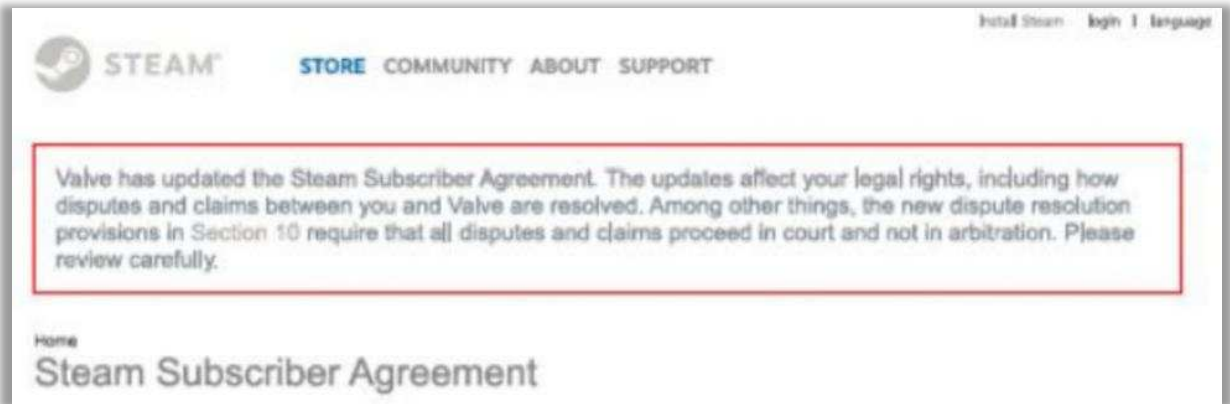 Install Steam login | language
STEAM® STORE COMMUNITY ABOUT SUPPORT
Valve has updated the Steam Subscriber Agreement. The updates affect your legal rights, including how
disputes and claims between you and Valve are resolved. Among other things, the new dispute resolution
provisions in Section 10 require that all disputes and claims proceed in court and not in arbitration. Please
review carefully.
Home
Steam Subscriber Agreement